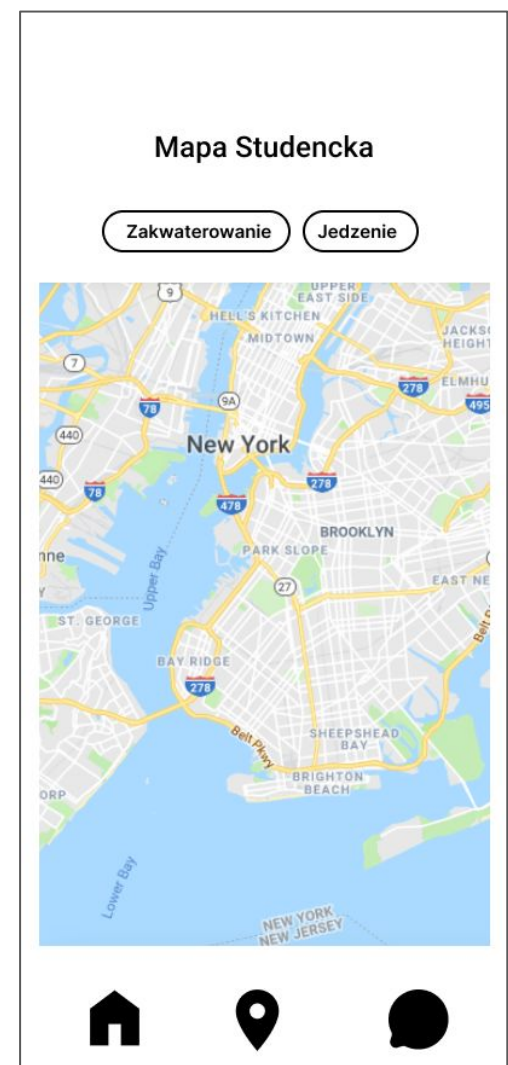 Mapa Studencka
Zakwaterowanie Jedzenie
9
UPPER
EAST SIDE
HELL'S KITCHEN
MIDTOWN
JACKSO
HEIGHT
7
278
ELMHU
495
78
9A
440
New York
440
78
278
478
BROOKLYN
nne
PARK SLOPE
Upper Bay
27
EAST NE
Y
ST. GEORGE
Belt P
BAY RIDGE
278
Belt Pkwy
SHEEPSHEAD
BAY
BRIGHTON
BEACH
ORP
Lower Bay
NEW YORK
NEW JERSEY